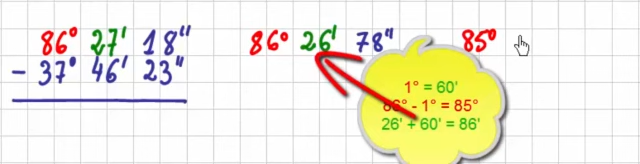 86° 27' 18" 86° 26' 78" 85°
- 37° 46' 23"
1° = 60'
86° - 1° = 85°
26' + 60' = 86'